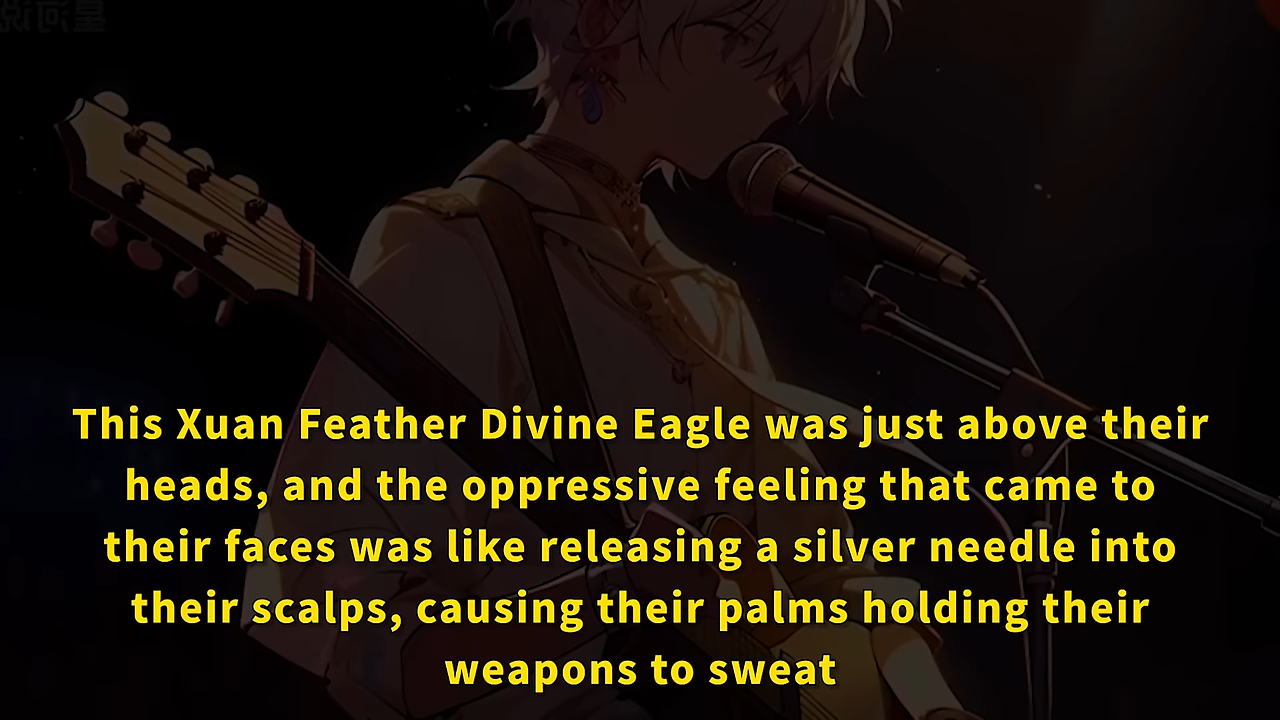 This Xuan Feather Divine Eagle was just above their
heads, and the oppressive feeling that came to
their faces was like releasing a silver needle into
their scalps, causing their palms holding their
weapons to sweat